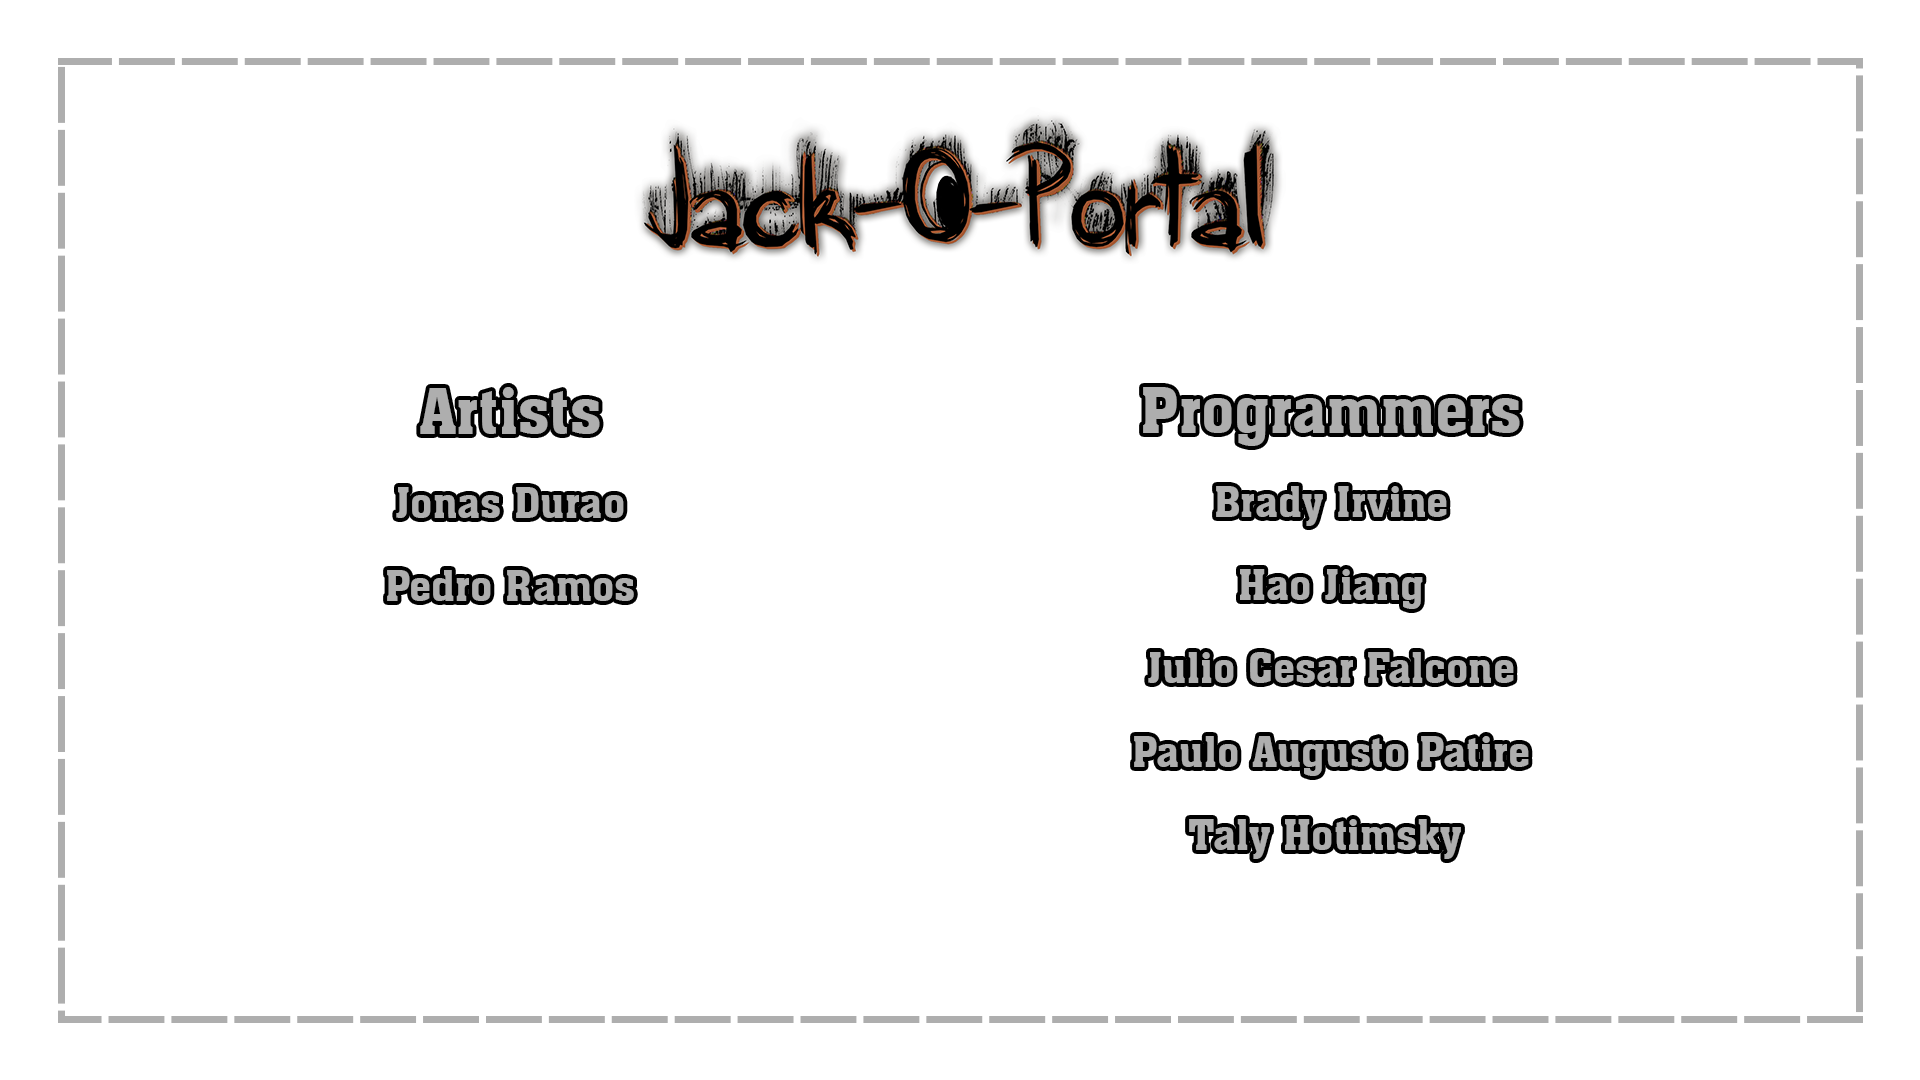 Jack-O-Portal
Artists
Jonas Durao
Pedro Ramos
Programmers
Brady Irvine
Hao Jiang
Julio Cesar Falcone
Paulo Augusto Patire
Taly Hotimsky